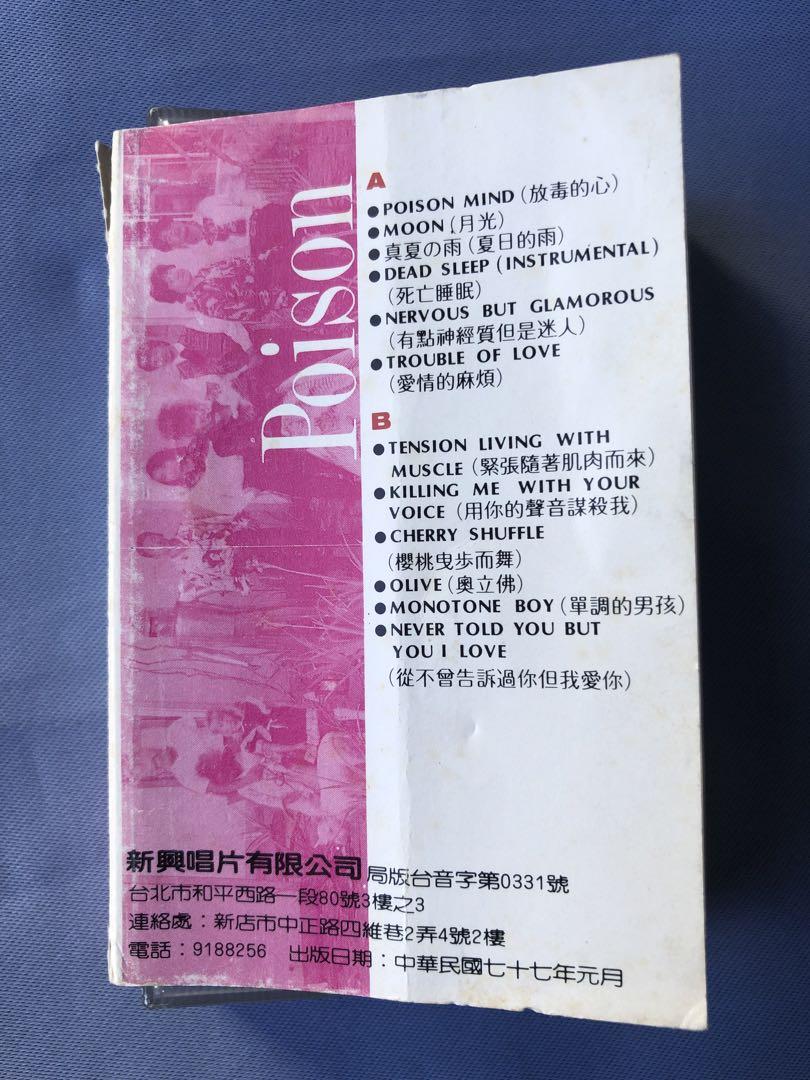 Poison
A
●POISON MIND (放毒的心)
●MOON (月光)
●真夏の雨 (夏日的雨)
●DEAD SLEEP (INSTRUMENTAL)
(死亡睡眠)
●NERVOUS BUT GLAMOROUS
(有點神經質但是迷人)
●TROUBLE OF LOVE
(愛情的麻煩)
B
●TENSION LIVING WITH
MUSCLE (緊張隨著肌肉而來)
●KILLING ME WITH YOUR
VOICE (用你的聲音謀殺我)
●CHERRY SHUFFLE
(櫻桃曳步而舞)
●OLIVE (奧立佛)
●MONOTONE BOY (單調的男孩)
●NEVER TOLD YOU BUT
YOU I LOVE
(從不曾告訴過你但我愛你)
新興唱片有限公司 局版台音字第0331號
台北市和平西路一段80號3樓之3
連絡處：新店市中正路四維巷2弄4號2樓
電話：9188256 出版日期：中華民國七十七年元月